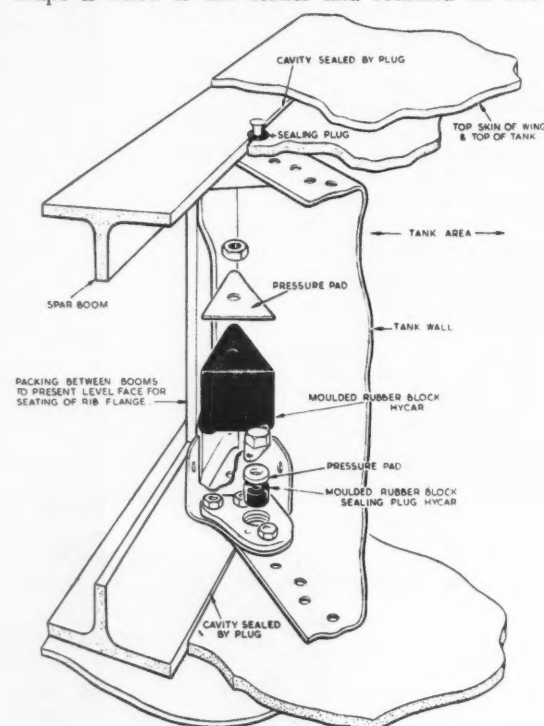 CAVITY SEALED
BY PLUG
SEALING PLUG
TOP SKIN OF WING
& TOP OF TANK
TANK AREA
SPAR BOOM
PRESSURE PAD
TANK WALL
PACKING BETWEEN BOOMS
TO PRESENT LEVEL FACE FOR
SEATING OF RIB FLANGE
MOULDED RUBBER BLOCK
HYCAR
PRESSURE PAD
MOULDED RUBBER BLOCK
SEALING PLUG HYCAR
CAVITY SEALED
BY PLUG